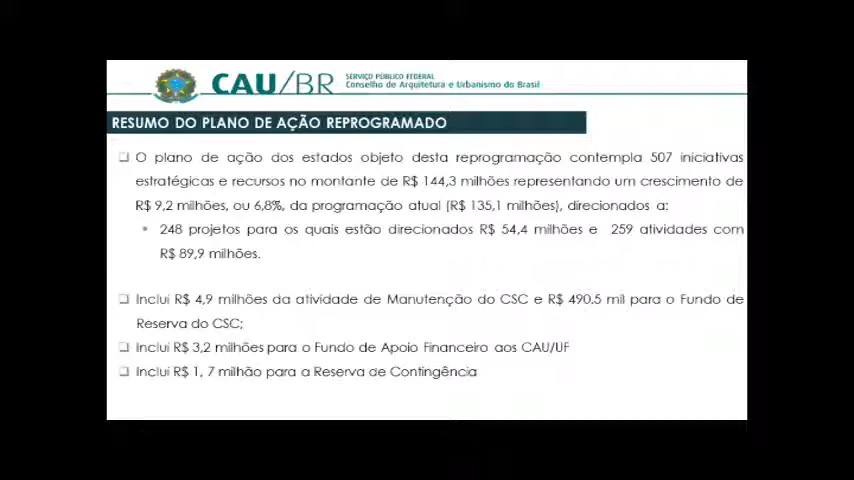 CAU/BR
SERVIÇO PÚBLICO FEDERAL
Conselho de Arquitetura e Urbanismo do Brasil
RESUMO DO PLANO DE AÇÃO REPROGRAMADO
❑ O plano de ação dos estados objeto desta reprogramação contempla 507 iniciativas
estratégicas e recursos no montante de R$ 144,3 milhões representando um crescimento de
R$ 9,2 milhões, ou 6,8%, da programação atual (R$ 135,1 milhões), direcionados a:
▪ 248 projetos para os quais estão direcionados R$ 54,4 milhões e 259 atividades com
R$ 89,9 milhões.
❑ Inclui R$ 4,9 milhões da atividade de Manutenção do CSC e R$ 490,5 mil para o Fundo de
Reserva do CSC;
❑ Inclui R$ 3,2 milhões para o Fundo de Apoio Financeiro aos CAU/UF
❑ Inclui R$ 1, 7 milhão para a Reserva de Contingência